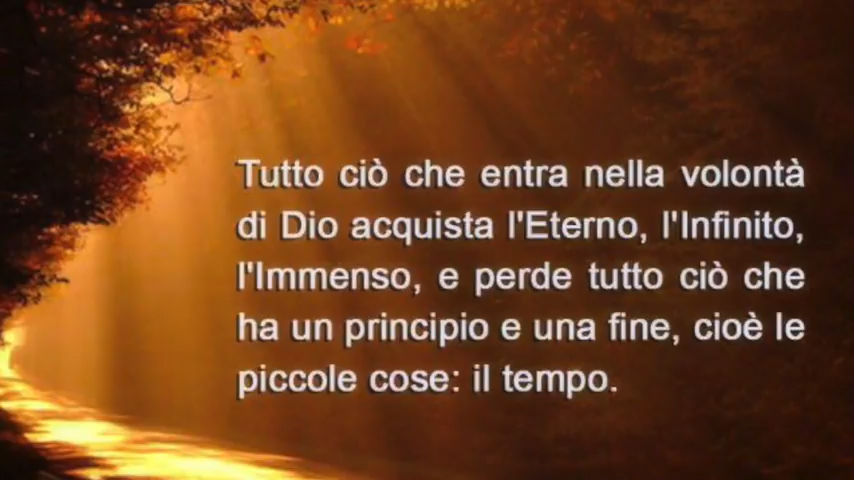 Tutto ciò che entra nella volontà
di Dio acquista l'Eterno, l'Infinito,
l'Immenso, e perde tutto ciò che
ha un principio e una fine, cioè le
piccole cose: il tempo.